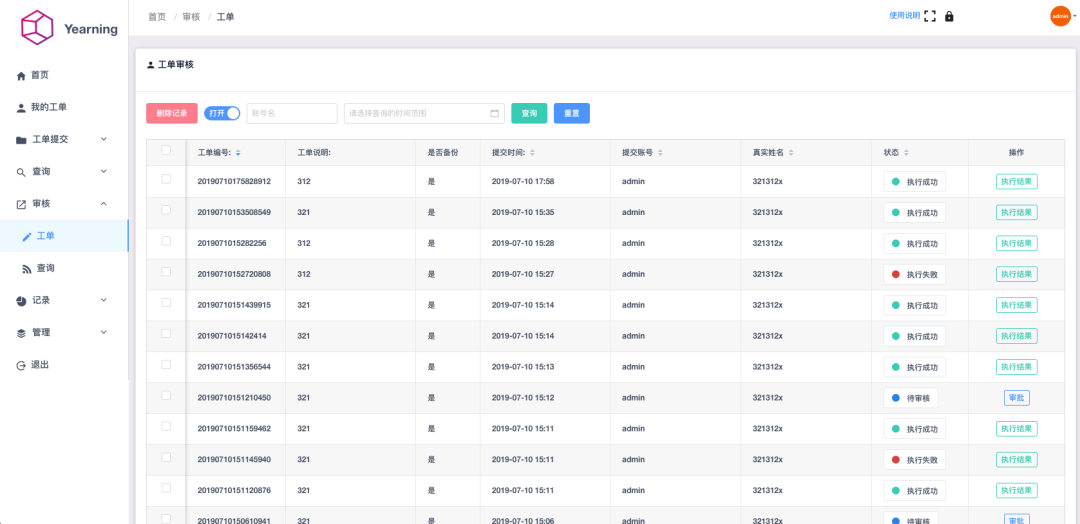 Yearning
首页 / 审核 / 工单
使用说明
admin
首页
我的工单
工单提交
查询
审核
工单
查询
记录
管理
退出
工单审核
删除记录 打开 账号名 请选择查询的时间范围 查询 重置
工单编号: 工单说明: 是否备份 提交时间: 提交账号 真实姓名 状态 操作
20190710175828912 312 是 2019-07-10 17:58 admin 321312x 执行成功 执行结果
20190710153508549 321 是 2019-07-10 15:35 admin 321312x 执行成功 执行结果
2019071015282256 312 是 2019-07-10 15:28 admin 321312x 执行成功 执行结果
20190710152720808 312 是 2019-07-10 15:27 admin 321312x 执行失败 执行结果
20190710151439915 321 是 2019-07-10 15:14 admin 321312x 执行成功 执行结果
2019071015142414 321 是 2019-07-10 15:14 admin 321312x 执行成功 执行结果
20190710151356544 321 是 2019-07-10 15:13 admin 321312x 执行成功 执行结果
20190710151210450 321 是 2019-07-10 15:12 admin 321312x 待审核 审批
20190710151159462 321 是 2019-07-10 15:11 admin 321312x 执行成功 执行结果
20190710151145940 321 是 2019-07-10 15:11 admin 321312x 执行失败 执行结果
20190710151120876 321 是 2019-07-10 15:11 admin 321312x 执行成功 执行结果
20190710150610941 321 是 2019-07-10 15:06 admin 321312x 待审核 审批